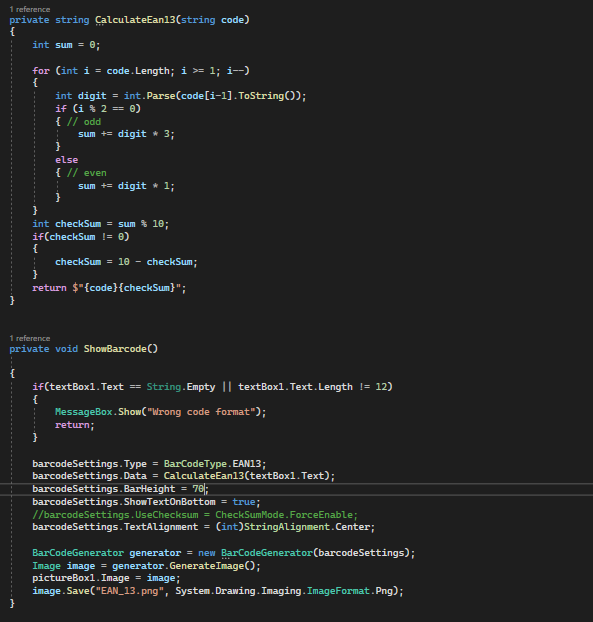 1 reference
private string CalculateEan13(string code)
{
int sum = 0;
for (int i = code.Length; i >= 1; i--)
{
int digit = int.Parse(code[i-1].ToString());
if (i % 2 == 0)
{ // odd
sum += digit * 3;
}
else
{ // even
sum += digit * 1;
}
}
int checkSum = sum % 10;
if(checkSum != 0)
{
checkSum = 10 - checkSum;
}
return $"{code}{checkSum}";
}
1 reference
private void ShowBarcode()
{
if(textBox1.Text == String.Empty || textBox1.Text.Length != 12)
{
MessageBox.Show("Wrong code format");
return;
}
barcodeSettings.Type = BarCodeType.EAN13;
barcodeSettings.Data = CalculateEan13(textBox1.Text);
barcodeSettings.BarHeight = 70;
barcodeSettings.ShowTextOnBottom = true;
//barcodeSettings.UseChecksum = CheckSumMode.ForceEnable;
barcodeSettings.TextAlignment = (int)StringAlignment.Center;
BarCodeGenerator generator = new BarCodeGenerator(barcodeSettings);
Image image = generator.GenerateImage();
pictureBox1.Image = image;
image.Save("EAN_13.png", System.Drawing.Imaging.ImageFormat.Png);
}